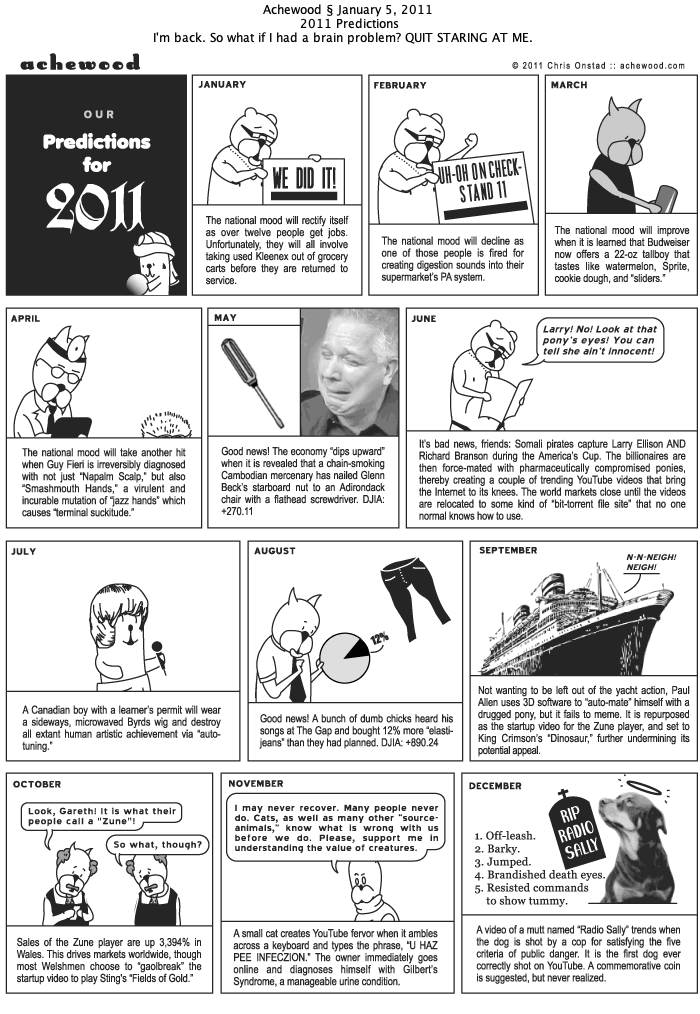 Achewood § January 5, 2011
2011 Predictions
I'm back. So what if I had a brain problem? QUIT STARING AT ME.
achewood
© 2011 Chris Onstad :: achewood.com
OUR
Predictions
for
2011
JANUARY
WE DID IT!
The national mood will rectify itself
as over twelve people get jobs.
Unfortunately, they will all involve
taking used Kleenex out of grocery
carts before they are returned to
service.
FEBRUARY
UH-OH ON CHECK-
STAND 11
The national mood will decline as
one of those people is fired for
creating digestion sounds into their
supermarket's PA system.
MARCH
The national mood will improve
when it is learned that Budweiser
now offers a 22-oz tallboy that
tastes like watermelon, Sprite,
cookie dough, and "sliders."
APRIL
The national mood will take another hit
when Guy Fieri is irreversibly diagnosed
with not just "Napalm Scalp," but also
"Smashmouth Hands," a virulent and
incurable mutation of "jazz hands" which
causes "terminal suckitude."
MAY
Good news! The economy "dips upward"
when it is revealed that a chain-smoking
Cambodian mercenary has nailed Glenn
Beck's starboard nut to an Adirondack
chair with a flathead screwdriver. DJIA:
+270.11
JUNE
Larry! No! Look at that
pony's eyes! You can
tell she ain't innocent!
It's bad news, friends: Somali pirates capture Larry Ellison AND
Richard Branson during the America's Cup. The billionaires are
then force-mated with pharmaceutically compromised ponies,
thereby creating a couple of trending YouTube videos that bring
the Internet to its knees. The world markets close until the videos
are relocated to some kind of "bit-torrent file site" that no one
normal knows how to use.
JULY
A Canadian boy with a learner's permit will wear
a sideways, microwaved Byrds wig and destroy
all extant human artistic achievement via "auto-
tuning."
AUGUST
12%
Good news! A bunch of dumb chicks heard his
songs at The Gap and bought 12% more "elasti-
jeans" than they had planned. DJIA: +890.24
SEPTEMBER
N-N-NEIGH!
NEIGH!
Not wanting to be left out of the yacht action, Paul
Allen uses 3D software to "auto-mate" himself with a
drugged pony, but it fails to meme. It is repurposed
as the startup video for the Zune player, and set to
King Crimson's "Dinosaur," further undermining its
potential appeal.
OCTOBER
Look, Gareth! It is what their
people call a "Zune"!
So what, though?
Sales of the Zune player are up 3,394% in
Wales. This drives markets worldwide, though
most Welshmen choose to "gaolbreak" the
startup video to play Sting's "Fields of Gold."
NOVEMBER
I may never recover. Many people never
do. Cats, as well as many other "source-
animals," know what is wrong with us
before we do. Please, support me in
understanding the value of creatures.
A small cat creates YouTube fervor when it ambles
across a keyboard and types the phrase, "U HAZ
PEE INFECZION." The owner immediately goes
online and diagnoses himself with Gilbert's
Syndrome, a manageable urine condition.
DECEMBER
RIP
RADIO
SALLY
1. Off-leash.
2. Barky.
3. Jumped.
4. Brandished death eyes.
5. Resisted commands
to show tummy.
A video of a mutt named "Radio Sally" trends when
the dog is shot by a cop for satisfying the five
criteria of public danger. It is the first dog ever
correctly shot on YouTube. A commemorative coin
is suggested, but never realized.